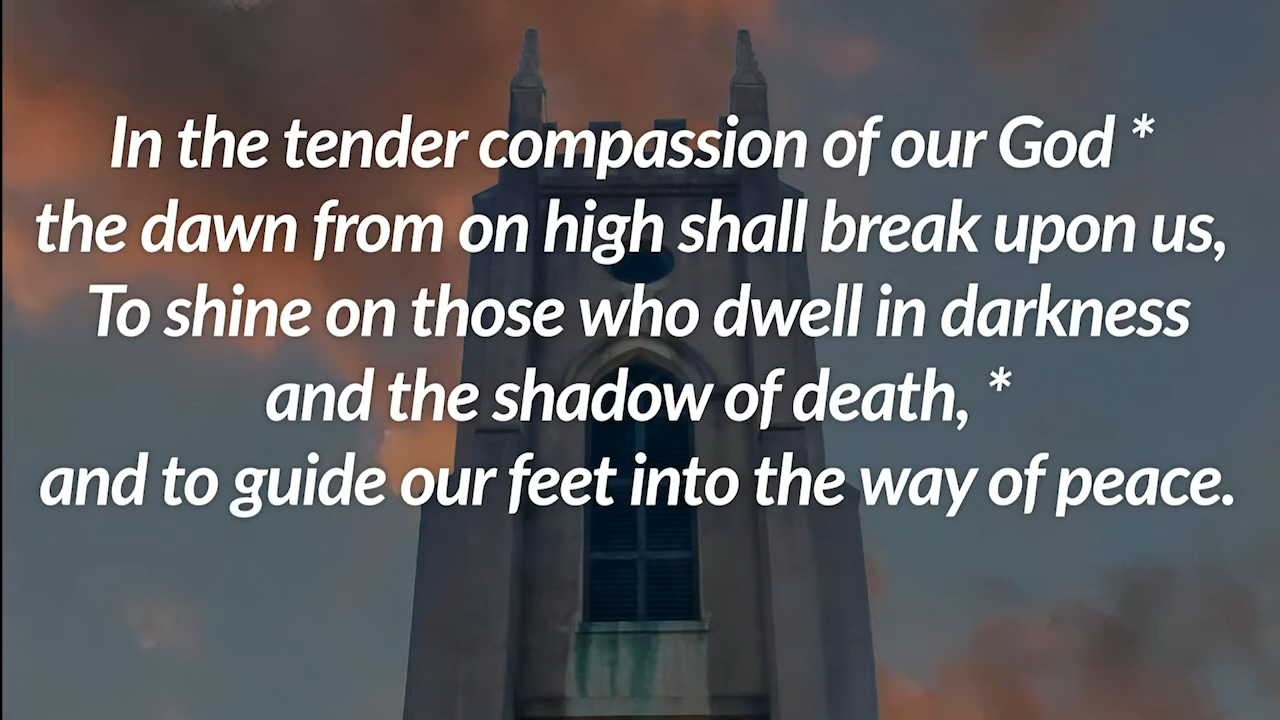 In the tender compassion of our God *
the dawn from on high shall break upon us,
To shine on those who dwell in darkness
and the shadow of death, *
and to guide our feet into the way of peace.